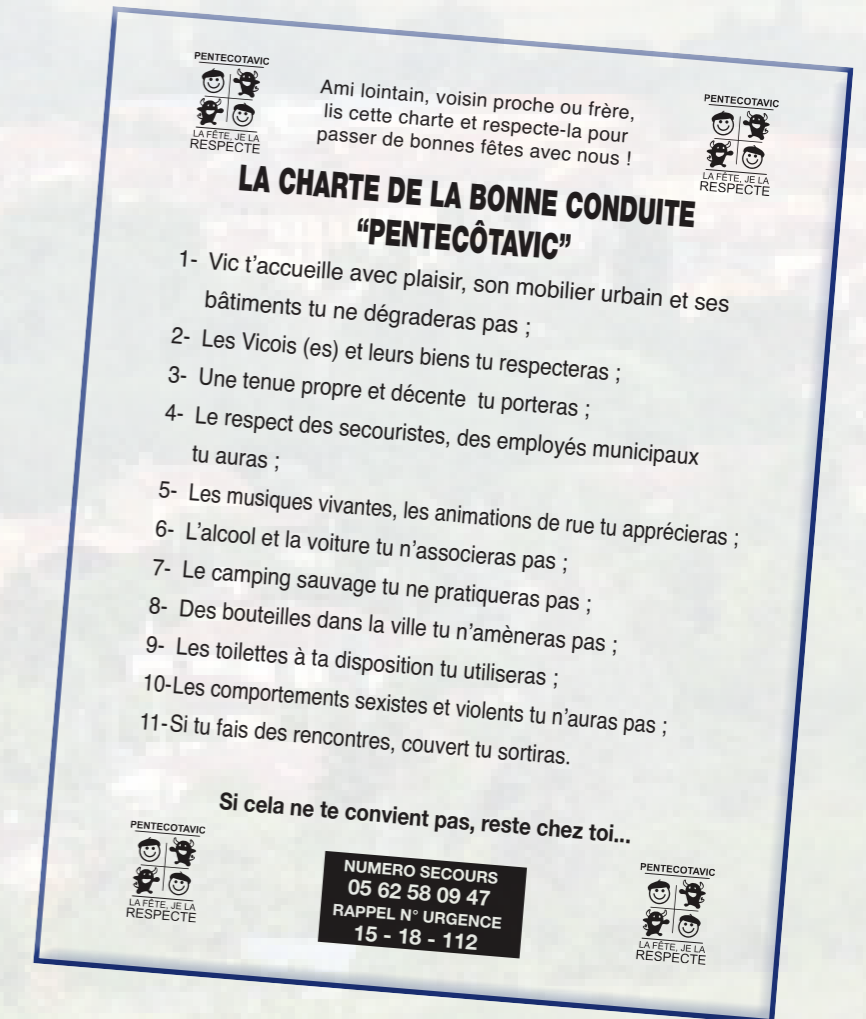 PENTECOTAVIC
LA FÊTE, JE LA
RESPECTE
Ami lointain, voisin proche ou frère,
lis cette charte et respecte-la pour
passer de bonnes fêtes avec nous !
PENTECOTAVIC
LA FÊTE, JE LA
RESPECTE
LA CHARTE DE LA BONNE CONDUITE
“PENTECÔTAVIC”
1- Vic t’accueille avec plaisir, son mobilier urbain et ses
bâtiments tu ne dégraderas pas ;
2- Les Vicois (es) et leurs biens tu respecteras ;
3- Une tenue propre et décente tu porteras ;
4- Le respect des secouristes, des employés municipaux
tu auras ;
5- Les musiques vivantes, les animations de rue tu apprécieras ;
6- L’alcool et la voiture tu n’associeras pas ;
7- Le camping sauvage tu ne pratiqueras pas ;
8- Des bouteilles dans la ville tu n’amèneras pas ;
9- Les toilettes à ta disposition tu utiliseras ;
10-Les comportements sexistes et violents tu n’auras pas ;
11-Si tu fais des rencontres, couvert tu sortiras.
Si cela ne te convient pas, reste chez toi...
PENTECOTAVIC
LA FÊTE, JE LA
RESPECTE
NUMERO SECOURS
05 62 58 09 47
RAPPEL N° URGENCE
15 - 18 - 112
PENTECOTAVIC
LA FÊTE, JE LA
RESPECTE